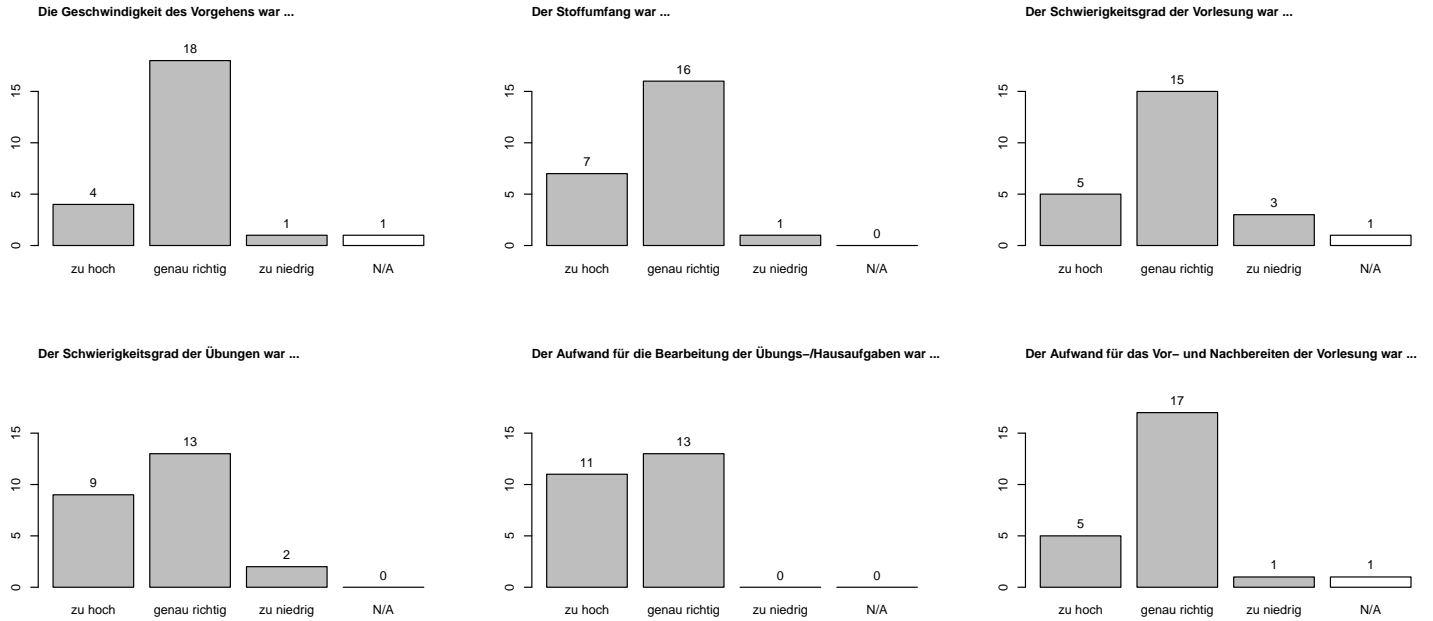 Die Geschwindigkeit des Vorgehens war ...
18
4
1
1
0 5 10 15
zu hoch genau richtig zu niedrig N/A
Der Stoffumfang war ...
16
7
1
0
0 5 10 15
zu hoch genau richtig zu niedrig N/A
Der Schwierigkeitsgrad der Vorlesung war ...
15
5
3
1
0 5 10 15
zu hoch genau richtig zu niedrig N/A
Der Schwierigkeitsgrad der Übungen war ...
13
9
2
0
0 5 10 15
zu hoch genau richtig zu niedrig N/A
Der Aufwand für die Bearbeitung der Übungs−/Hausaufgaben war ...
13
11
0
0
0 5 10 15
zu hoch genau richtig zu niedrig N/A
Der Aufwand für das Vor− und Nachbereiten der Vorlesung war ...
17
5
1
1
0 5 10 15
zu hoch genau richtig zu niedrig N/A